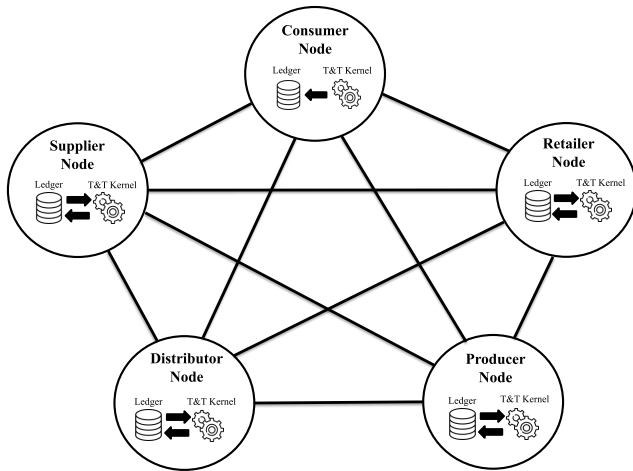 Consumer
Node
Ledger T&T Kernel
Supplier
Node
Ledger T&T Kernel
Retailer
Node
Ledger T&T Kernel
Distributor
Node
Ledger T&T Kernel
Producer
Node
Ledger T&T Kernel